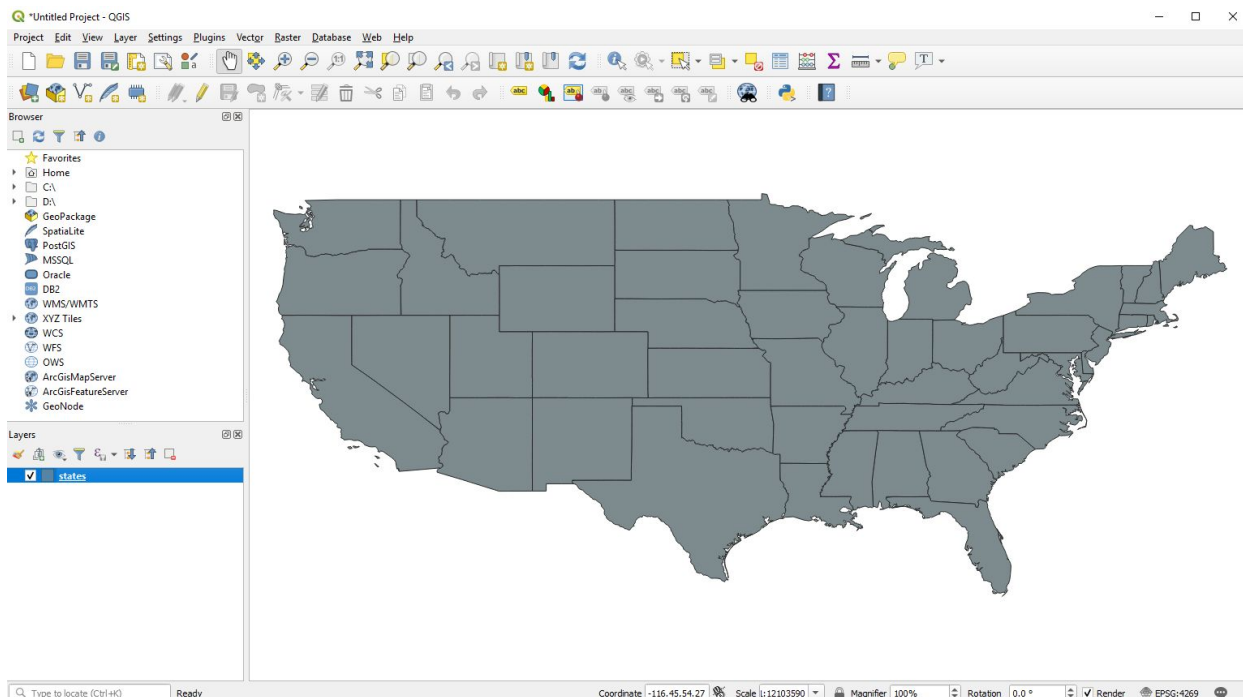 *Untitled Project - QGIS
Project Edit View Layer Settings Plugins Vector Raster Database Web Help
Browser
Favorites
Home
C:\
D:\
GeoPackage
SpatiaLite
PostGIS
MSSQL
Oracle
DB2
WMS/WMTS
XYZ Tiles
WCS
WFS
OWS
ArcGisMapServer
ArcGisFeatureServer
GeoNode
Layers
states
Type to locate (Ctrl+K) Ready Coordinate -116.45,54.27 Scale 1:12103590 Magnifier 100% Rotation 0.0 ° Render EPSG:4269